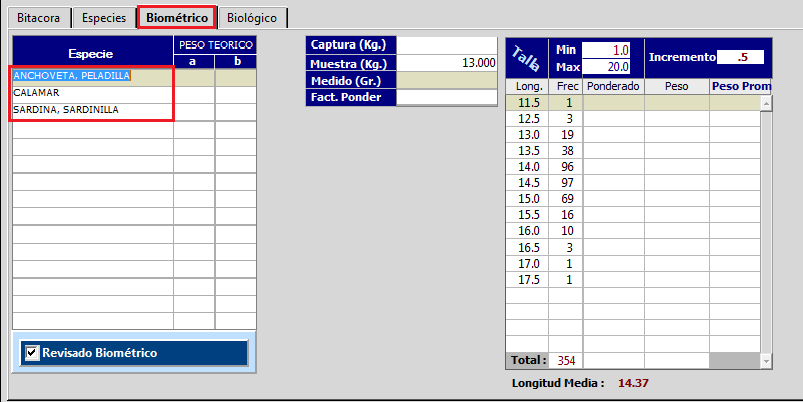 Bitacora Especies Biométrico Biológico
Especie PESO TEORICO
a b
ANCHOVETA, PELADILLA
CALAMAR
SARDINA, SARDINILLA
Revisado Biométrico
Captura (Kg.)
Muestra (Kg.) 13.000
Medido (Gr.)
Fact. Ponder
Talla Min 1.0 Incremento .5
Max 20.0
Long. Frec Ponderado Peso Peso Prom
11.5 1
12.5 3
13.0 19
13.5 38
14.0 96
14.5 97
15.0 69
15.5 16
16.0 10
16.5 3
17.0 1
17.5 1
Total : 354
Longitud Media : 14.37